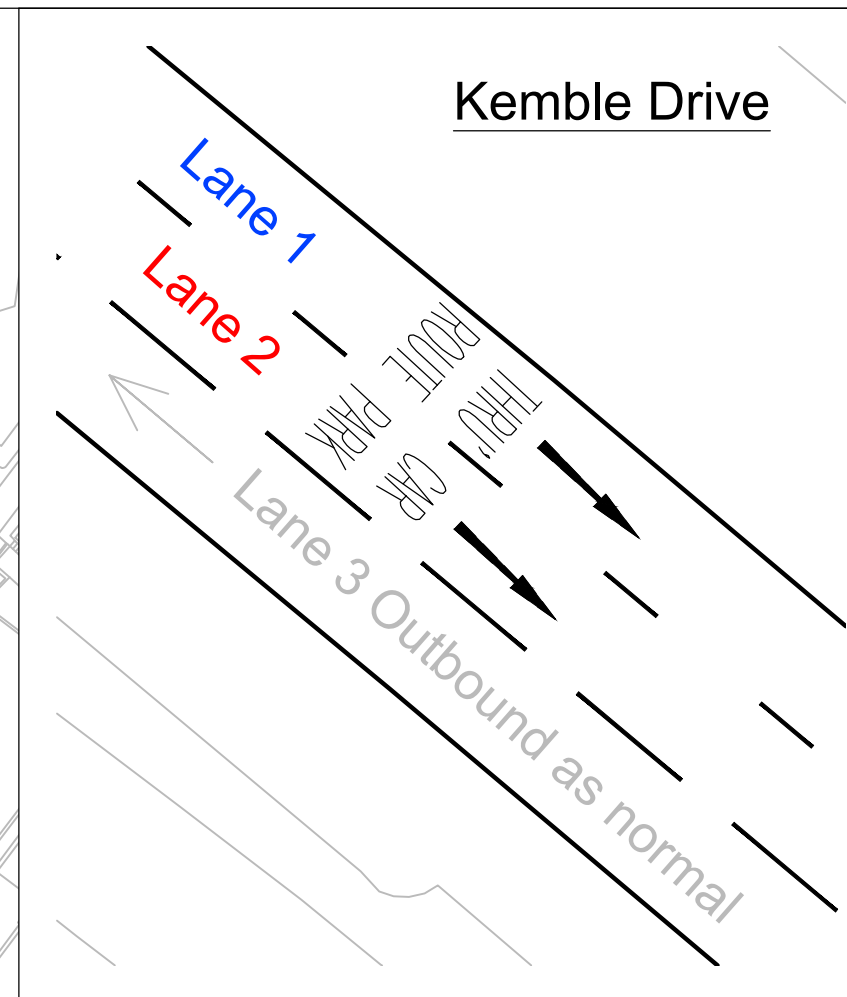 Kemble Drive
Lane 1
Lane 2
THRU"
ROUTE
CAR
PARK
Lane 3 Outbound as normal